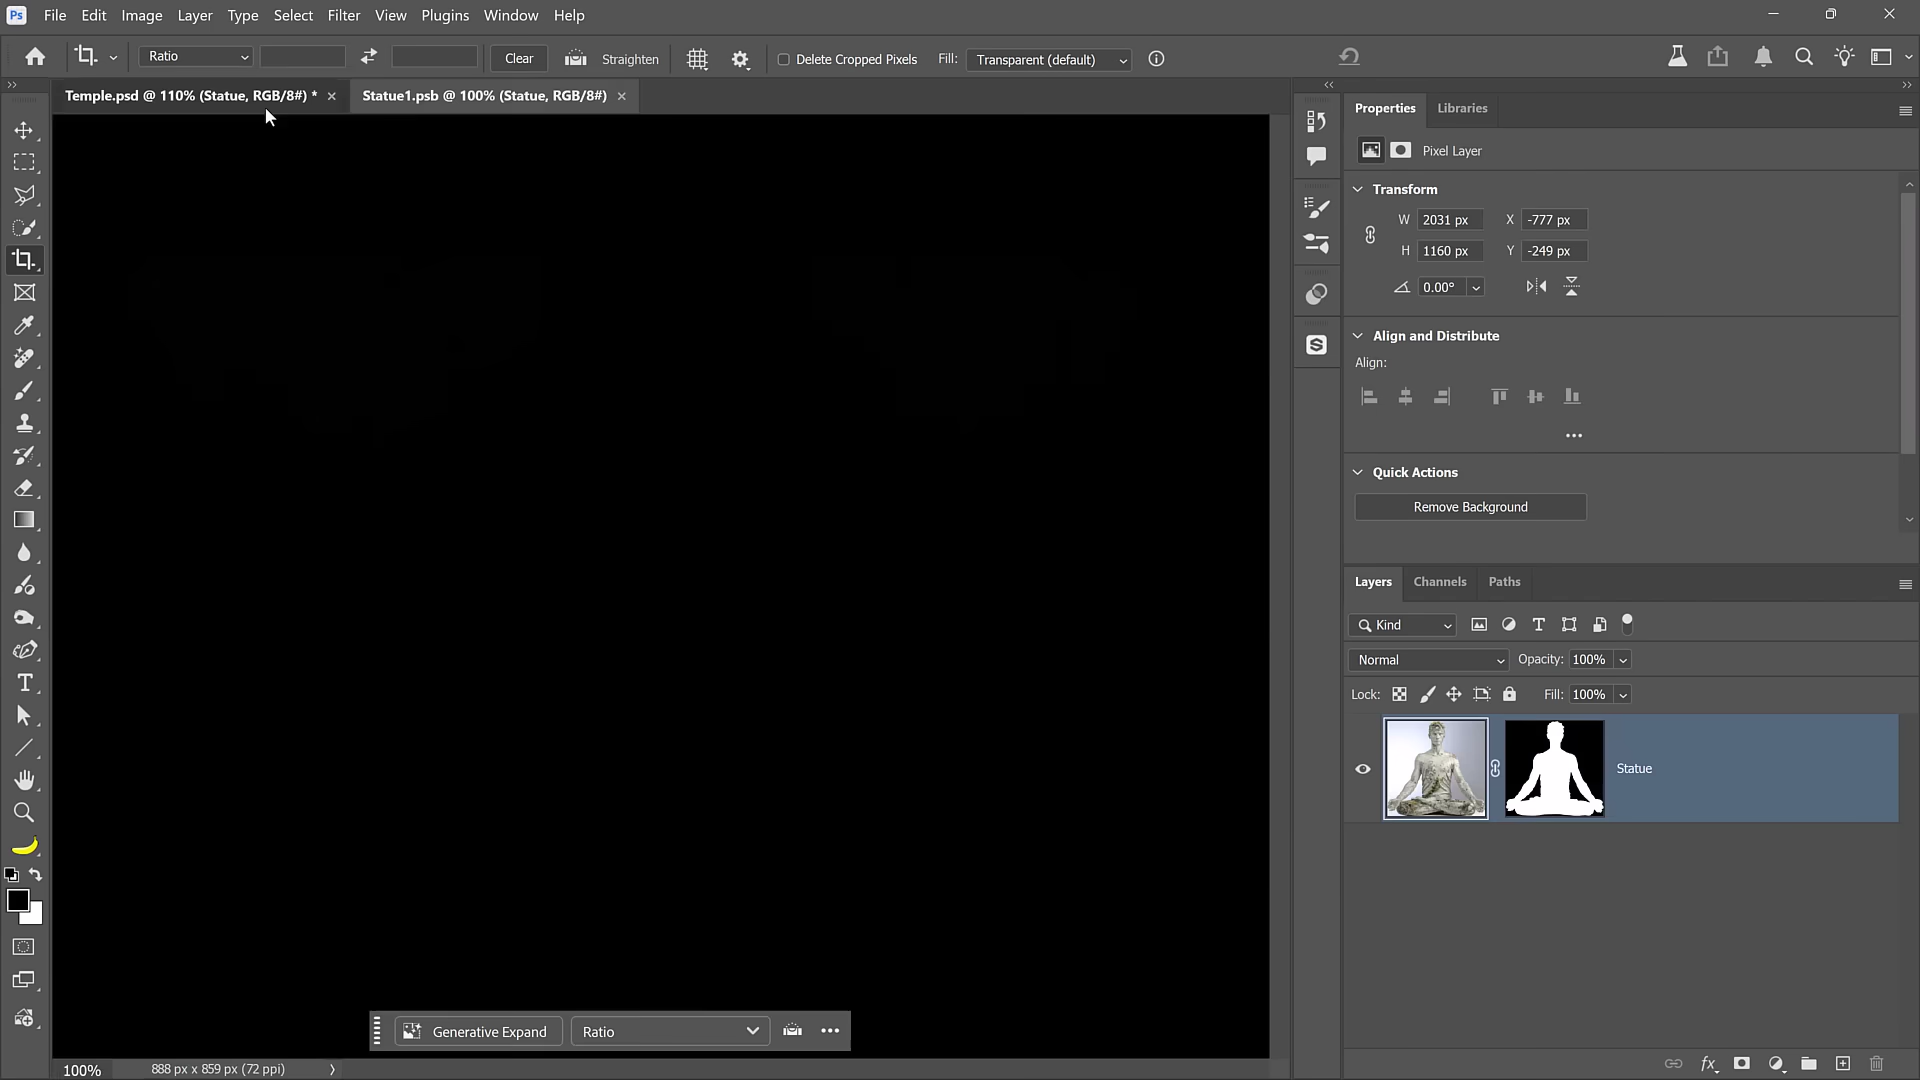 Ps File Edit Image Layer Type Select Filter View Plugins Window Help
Ratio Clear Straighten Delete Cropped Pixels Fill: Transparent (default)
Temple.psd @ 110% (Statue, RGB/8#) * × Statue1.psb @ 100% (Statue, RGB/8#) ×
Properties Libraries
Pixel Layer
Transform
W 2031 px X -777 px
H 1160 px Y -249 px
0.00°
Align and Distribute
Align:
Quick Actions
Remove Background
Layers Channels Paths
Kind
Normal Opacity: 100%
Lock: Fill: 100%
Statue
Generative Expand Ratio
100% 888 px x 859 px (72 ppi)